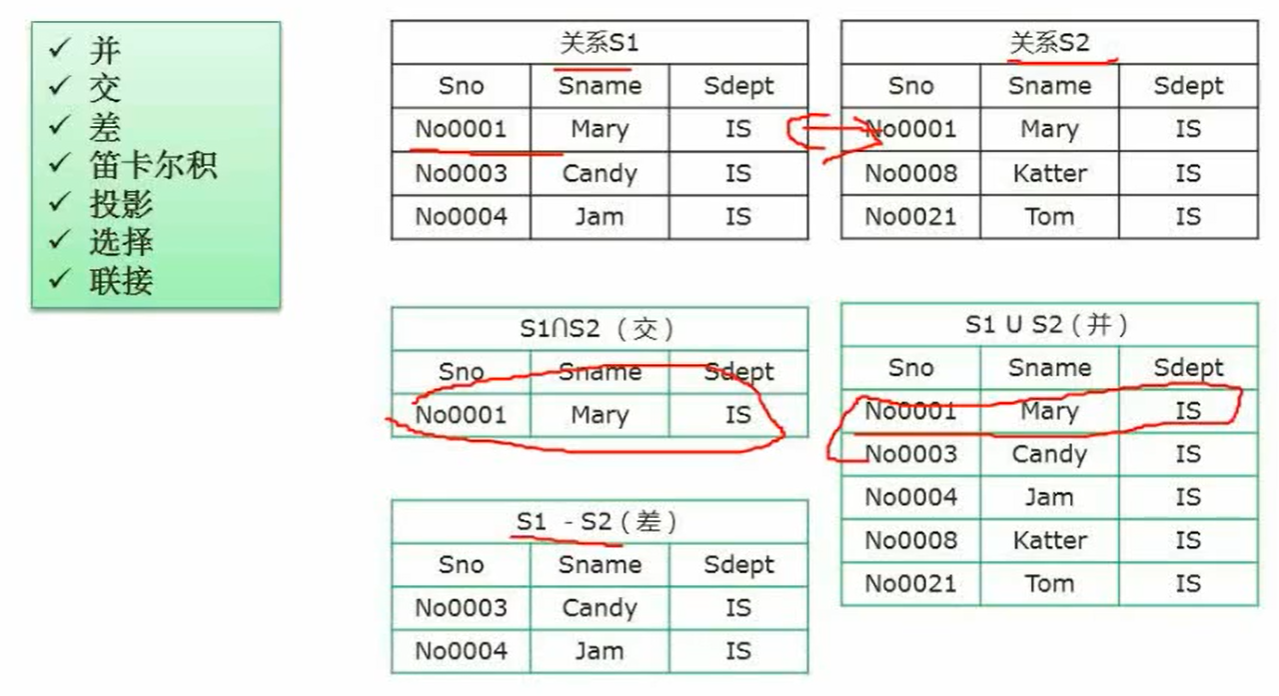 ✓ 并
✓ 交
✓ 差
✓ 笛卡尔积
✓ 投影
✓ 选择
✓ 联接
关系S1
Sno Sname Sdept
No0001 Mary IS
No0003 Candy IS
No0004 Jam IS
关系S2
Sno Sname Sdept
No0001 Mary IS
No0008 Katter IS
No0021 Tom IS
S1∩S2 （交）
Sno Sname Sdept
No0001 Mary IS
S1 U S2（并）
Sno Sname Sdept
No0001 Mary IS
No0003 Candy IS
No0004 Jam IS
No0008 Katter IS
No0021 Tom IS
S1 - S2（差）
Sno Sname Sdept
No0003 Candy IS
No0004 Jam IS